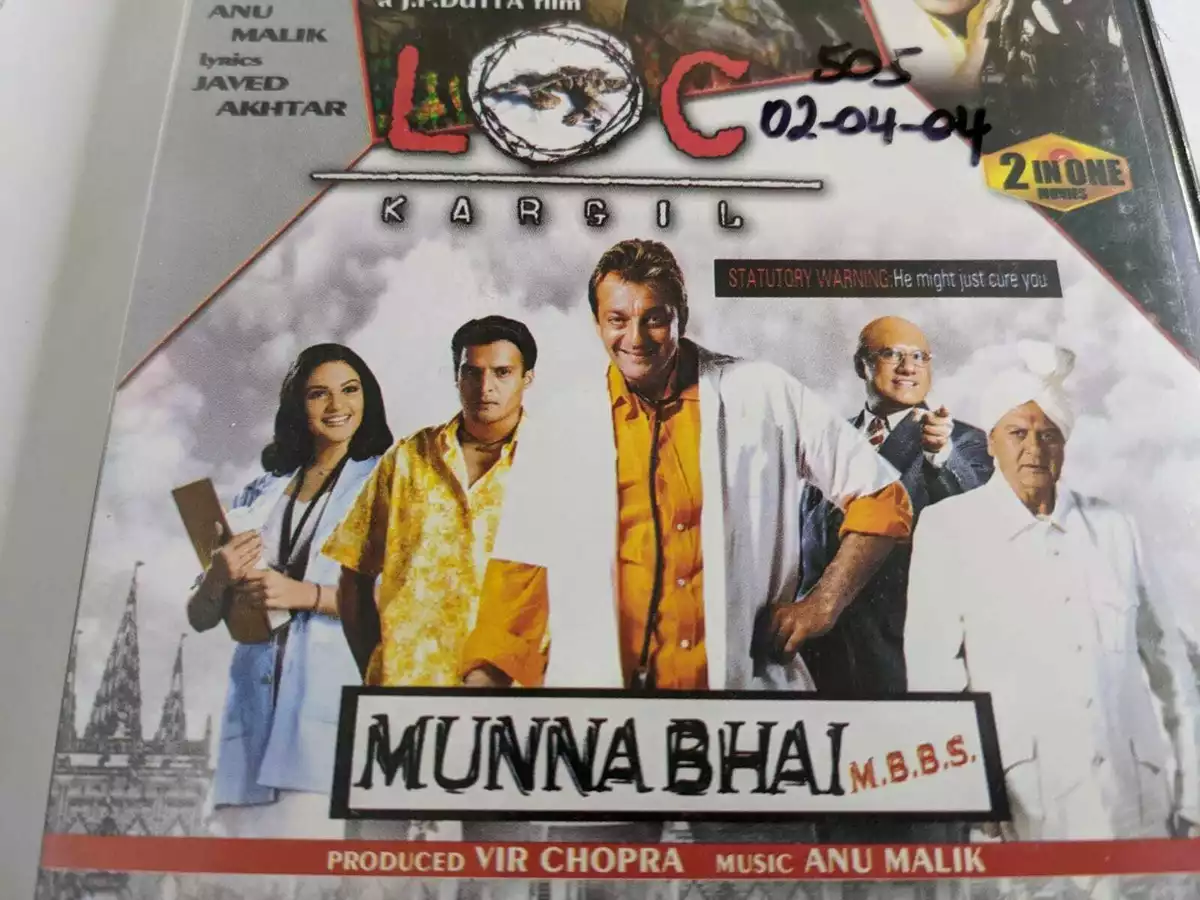 a J.P.DUTTA film
ANU
MALIK
lyrics
JAVED
AKHTAR
LOC
KARGIL
505
02-04-04
2 IN ONE
MOVIES
STATUTORY WARNING:He might just cure you
MUNNA BHAI M.B.B.S.
PRODUCED VIR CHOPRA MUSIC ANU MALIK